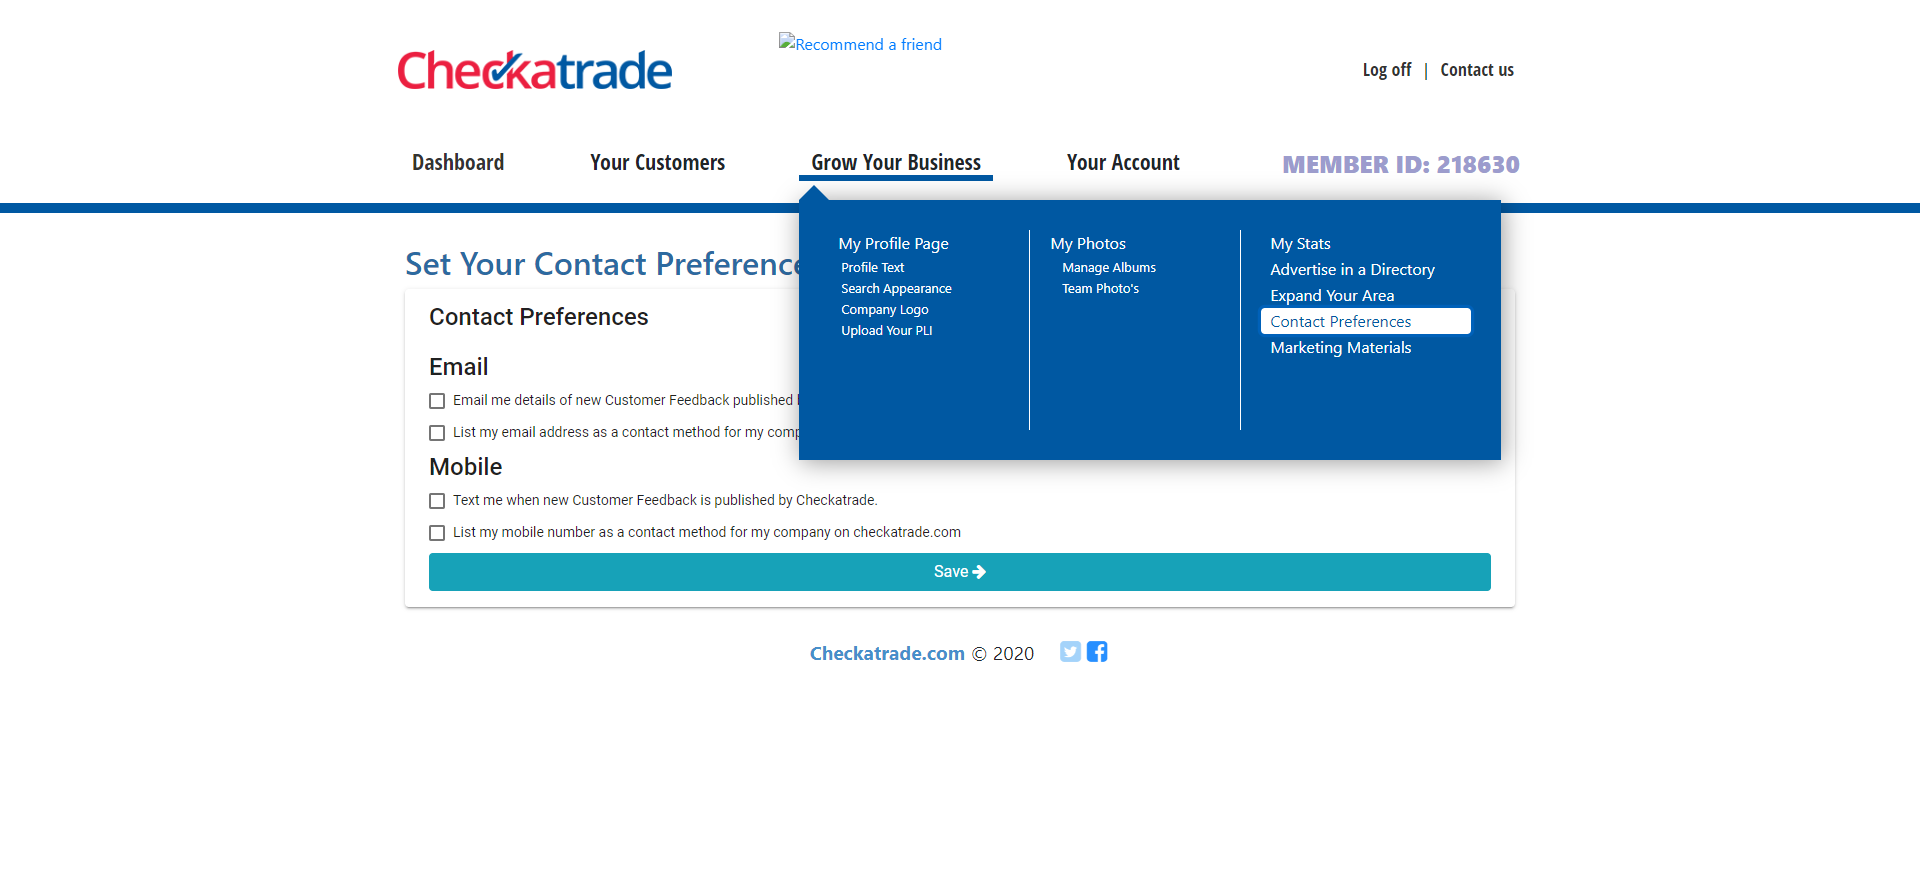 Checkatrade
Recommend a friend
Log off | Contact us
Dashboard
Your Customers
Grow Your Business
Your Account
MEMBER ID: 218630
My Profile Page
Profile Text
Search Appearance
Company Logo
Upload Your PLI
My Photos
Manage Albums
Team Photo's
My Stats
Advertise in a Directory
Expand Your Area
Contact Preferences
Marketing Materials
Set Your Contact Preference
Contact Preferences
Email
Email me details of new Customer Feedback published
List my email address as a contact method for my
Mobile
Text me when new Customer Feedback is published by Checkatrade.
List my mobile number as a contact method for my company on checkatrade.com
Save
Checkatrade.com © 2020